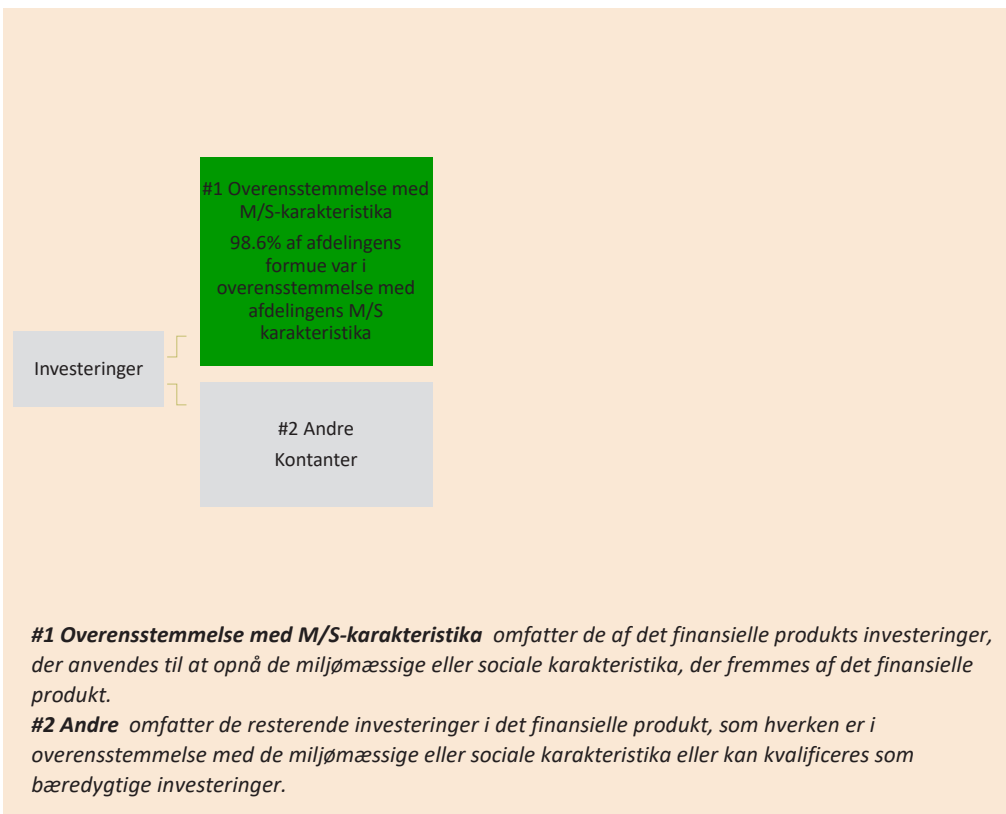 #1 Overensstemmelse med
M/S-karakteristika
98.6% af afdelingens
formue var i
overensstemmelse med
afdelingens M/S
karakteristika
Investeringer
#2 Andre
Kontanter
#1 Overensstemmelse med M/S-karakteristika omfatter de af det finansielle produkts investeringer,
der anvendes til at opnå de miljømæssige eller sociale karakteristika, der fremmes af det finansielle
produkt.
#2 Andre omfatter de resterende investeringer i det finansielle produkt, som hverken er i
overensstemmelse med de miljømæssige eller sociale karakteristika eller kan kvalificeres som
bæredygtige investeringer.